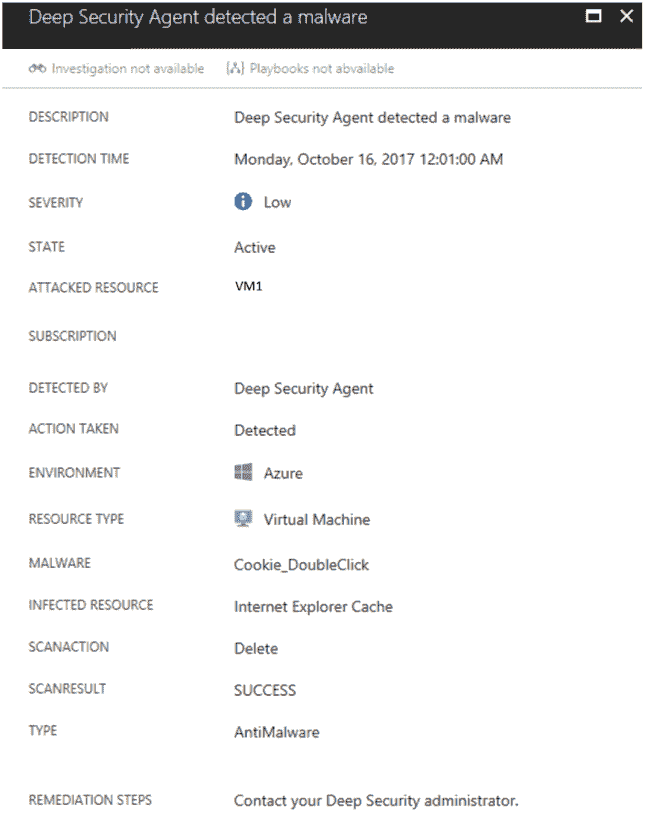 Deep Security Agent detected a malware
Investigation not available Playbooks not abvailable
DESCRIPTION Deep Security Agent detected a malware
DETECTION TIME Monday, October 16, 2017 12:01:00 AM
SEVERITY Low
STATE Active
ATTACKED RESOURCE VM1
SUBSCRIPTION
DETECTED BY Deep Security Agent
ACTION TAKEN Detected
ENVIRONMENT Azure
RESOURCE TYPE Virtual Machine
MALWARE Cookie_DoubleClick
INFECTED RESOURCE Internet Explorer Cache
SCANACTION Delete
SCANRESULT SUCCESS
TYPE AntiMalware
REMEDIATION STEPS Contact your Deep Security administrator.